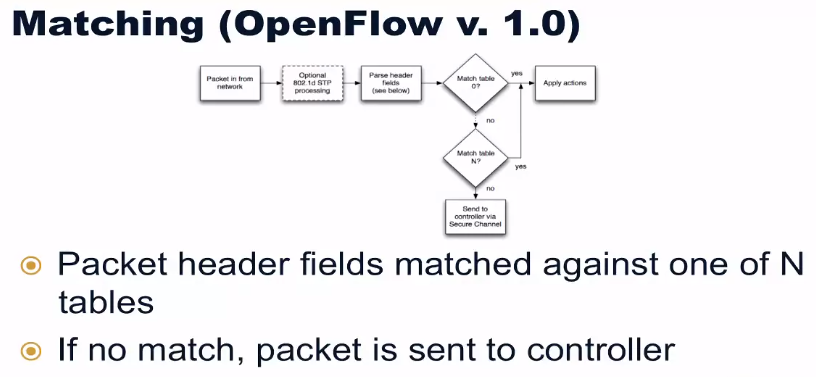 Matching (OpenFlow v. 1.0)
Packet in from
network
Optional
802.1d STP
processing
Parse header
fields
(see below)
Match table
0?
yes
Apply actions
no
Match table
N?
yes
no
Send to
controller via
Secure Channel
Packet header fields matched against one of N
tables
If no match, packet is sent to controller